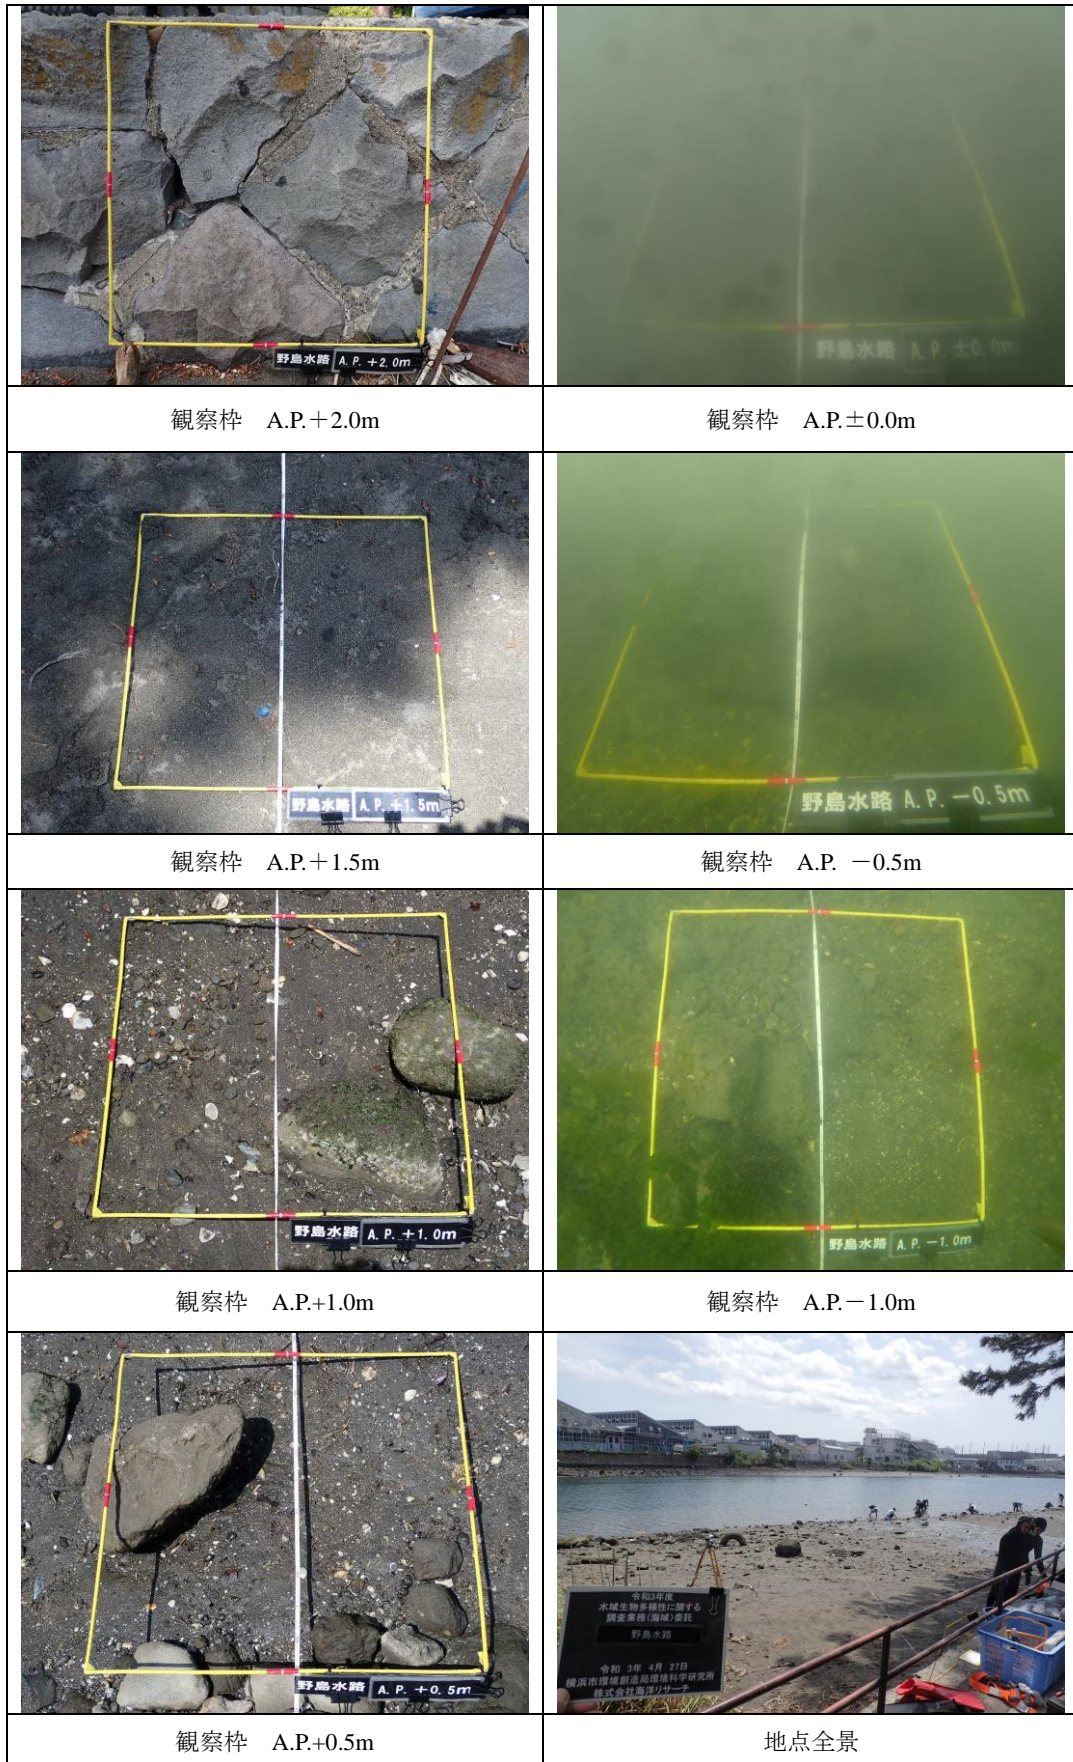 野島水路 A.P.+2.0m
観察枠 A.P.＋2.0m
野島水路 A.P. ±0.0m
観察枠 A.P.±0.0m
野島水路 A.P.+1.5m
観察枠 A.P.＋1.5m
野島水路 A.P.－0.5m
観察枠 A.P. －0.5m
野島水路 A.P.+1.0m
観察枠 A.P.+1.0m
野島水路 A.P.－1.0m
観察枠 A.P.－1.0m
野島水路 A.P.+0.5m
観察枠 A.P.+0.5m
令和3年度
水域生物多様性に関する
調査業務(海域)委託
野島水路
令和 3年 4月 27日
横浜市環境創造局環境科学研究所
株式会社海洋リサーチ
地点全景